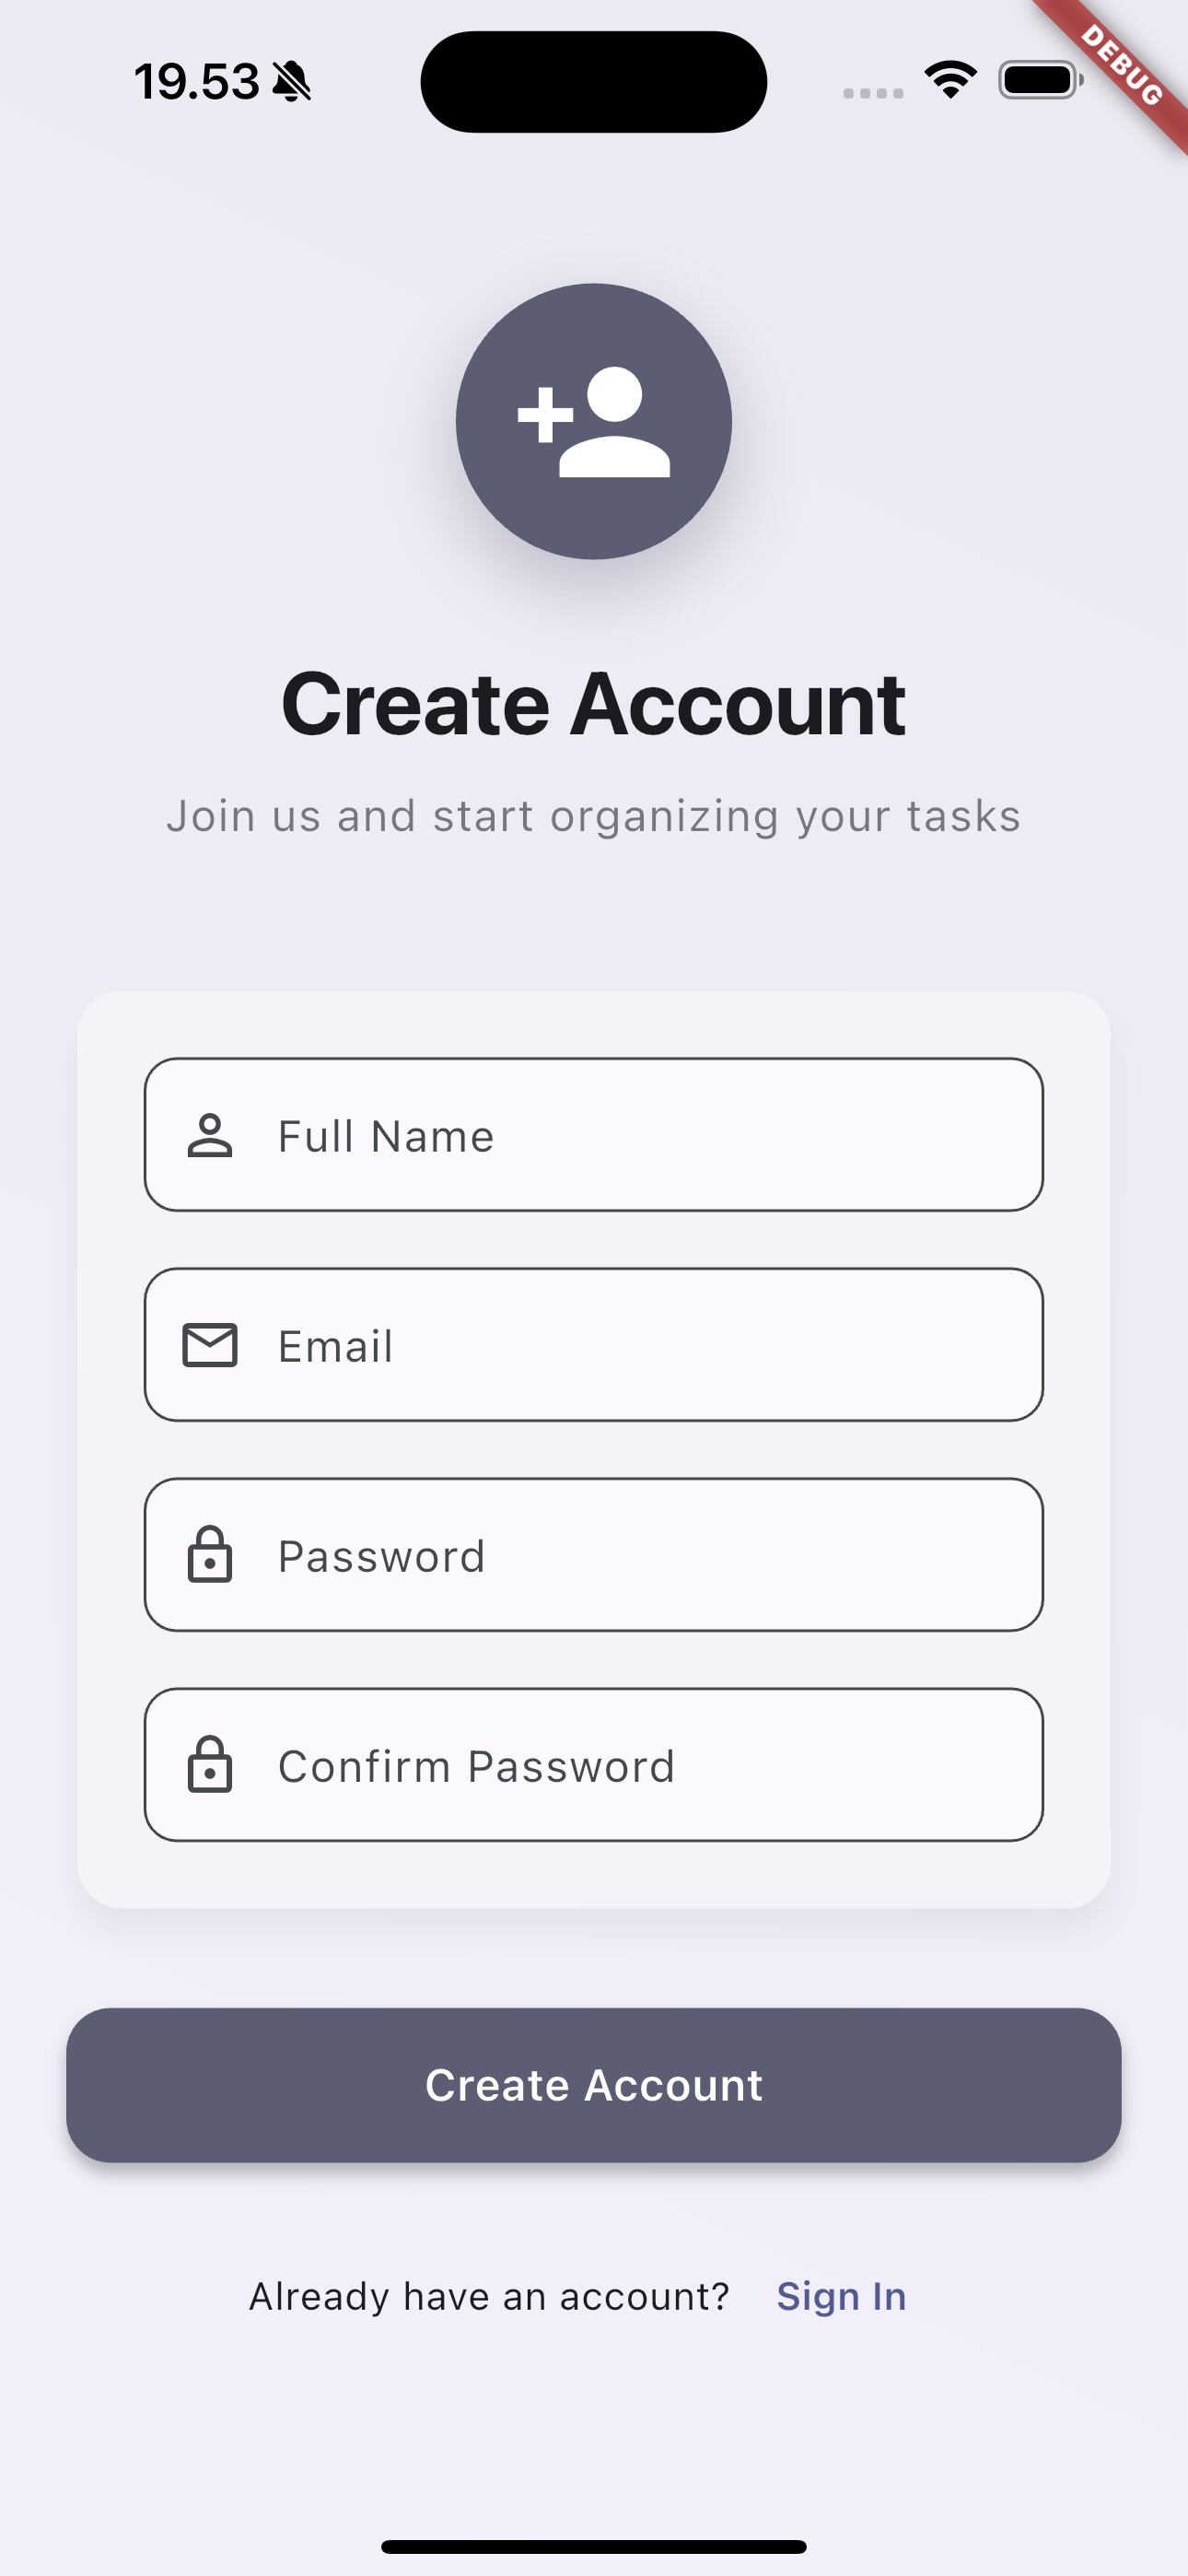 19.53
DEBUG
Create Account
Join us and start organizing your tasks
Full Name
Email
Password
Confirm Password
Create Account
Already have an account? Sign In